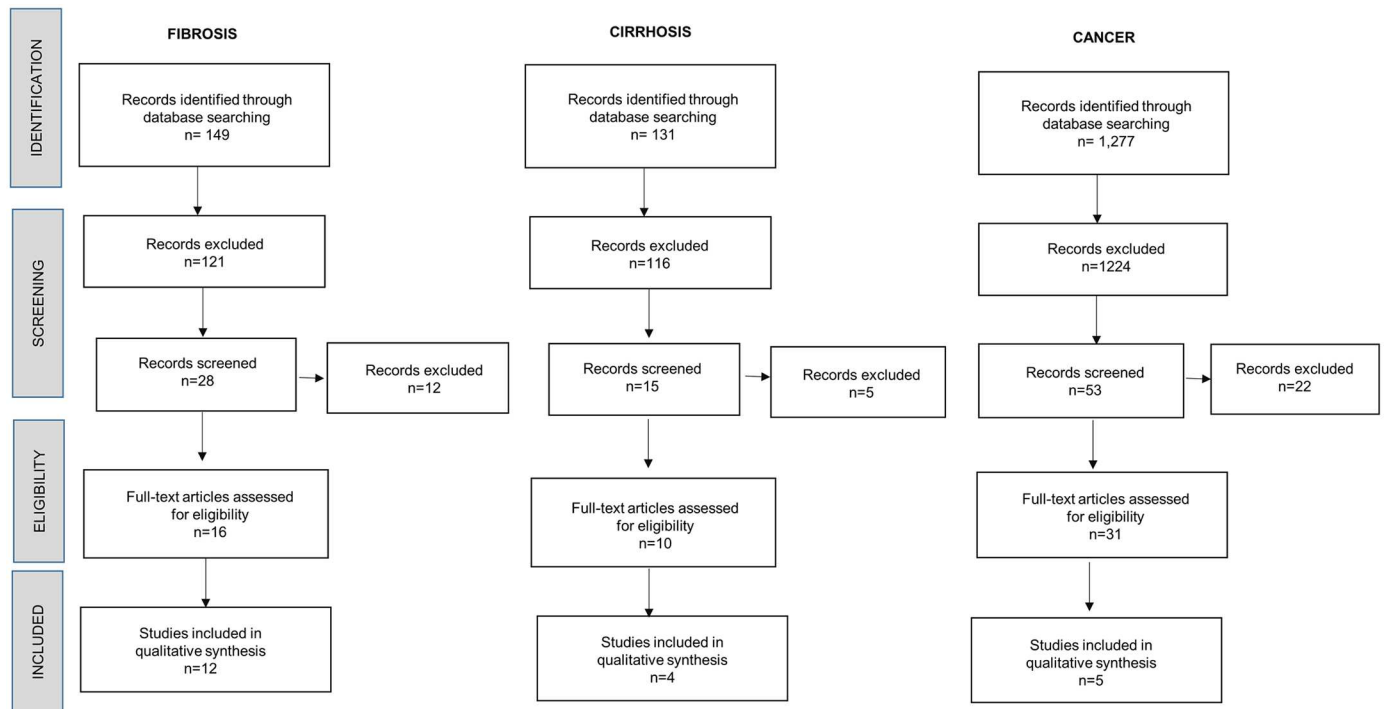 IDENTIFICATION
SCREENING
ELIGIBILITY
INCLUDED
FIBROSIS
Records identified through
database searching
n= 149
Records excluded
n=121
Records screened
n=28
Records excluded
n=12
Full-text articles assessed
for eligibility
n=16
Studies included in
qualitative synthesis
n=12
CIRRHOSIS
Records identified through
database searching
n= 131
Records excluded
n=116
Records screened
n=15
Records excluded
n=5
Full-text articles assessed
for eligibility
n=10
Studies included in
qualitative synthesis
n=4
CANCER
Records identified through
database searching
n= 1,277
Records excluded
n=1224
Records screened
n=53
Records excluded
n=22
Full-text articles assessed
for eligibility
n=31
Studies included in
qualitative synthesis
n=5